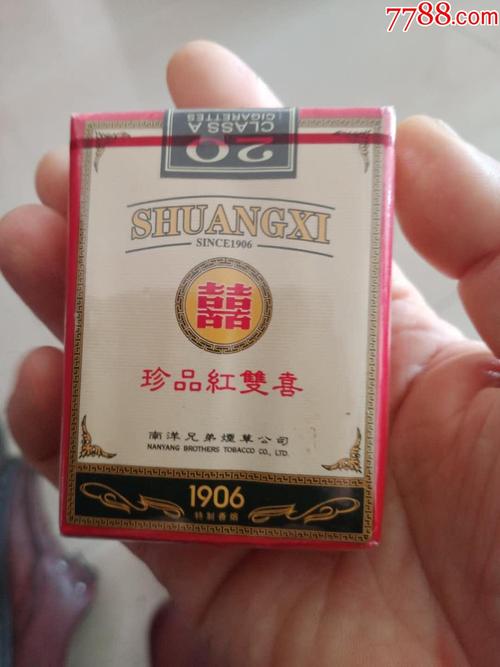 7788.com
20
CLASS A
CIGARETTES
SHUANGXI
SINCE1906
囍
珍品紅雙喜
南洋兄弟煙草公司
NANYANG BROTHERS TOBACCO CO., LTD.
1906
特制香烟